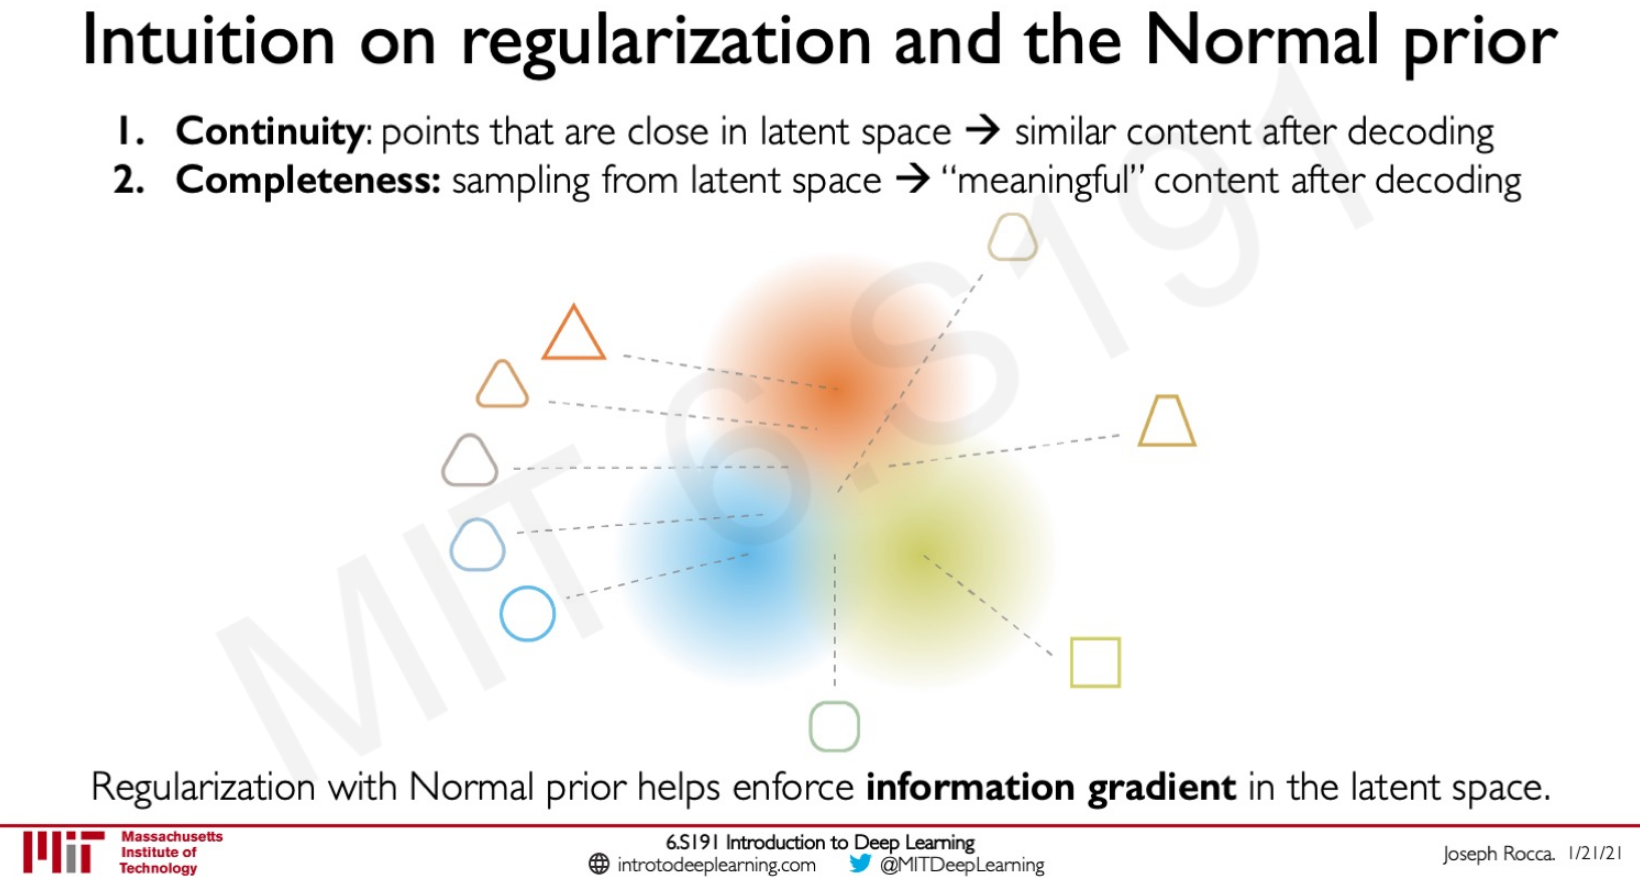 Intuition on regularization and the Normal prior
1. Continuity: points that are close in latent space → similar content after decoding
2. Completeness: sampling from latent space → “meaningful” content after decoding
MIT 6.S191
Regularization with Normal prior helps enforce information gradient in the latent space.
Massachusetts
Institute of
Technology
6.S191 Introduction to Deep Learning
introtodeeplearning.com @MITDeepLearning
Joseph Rocca. 1/21/21